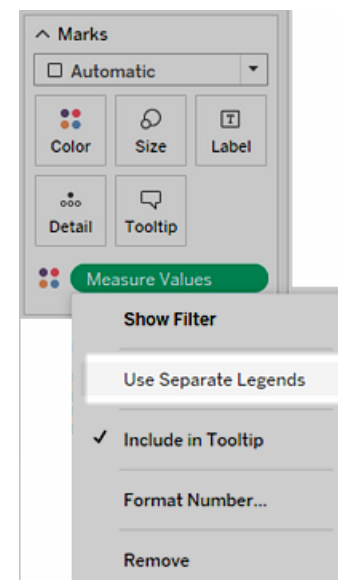 Marks
Automatic
Color Size Label
Detail Tooltip
Measure Values
Show Filter
Use Separate Legends
Include in Tooltip
Format Number...
Remove